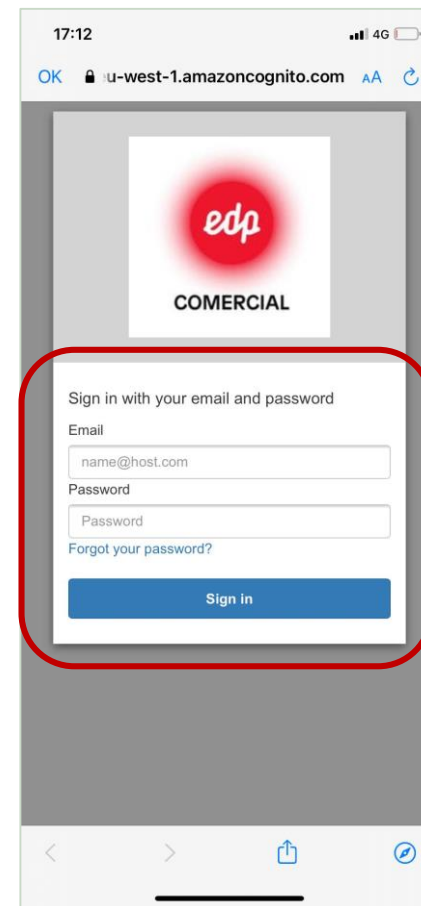 17:12
4G
OK u-west-1.amazoncognito.com AA
edp
COMERCIAL
Sign in with your email and password
Email
name@host.com
Password
Password
Forgot your password?
Sign in